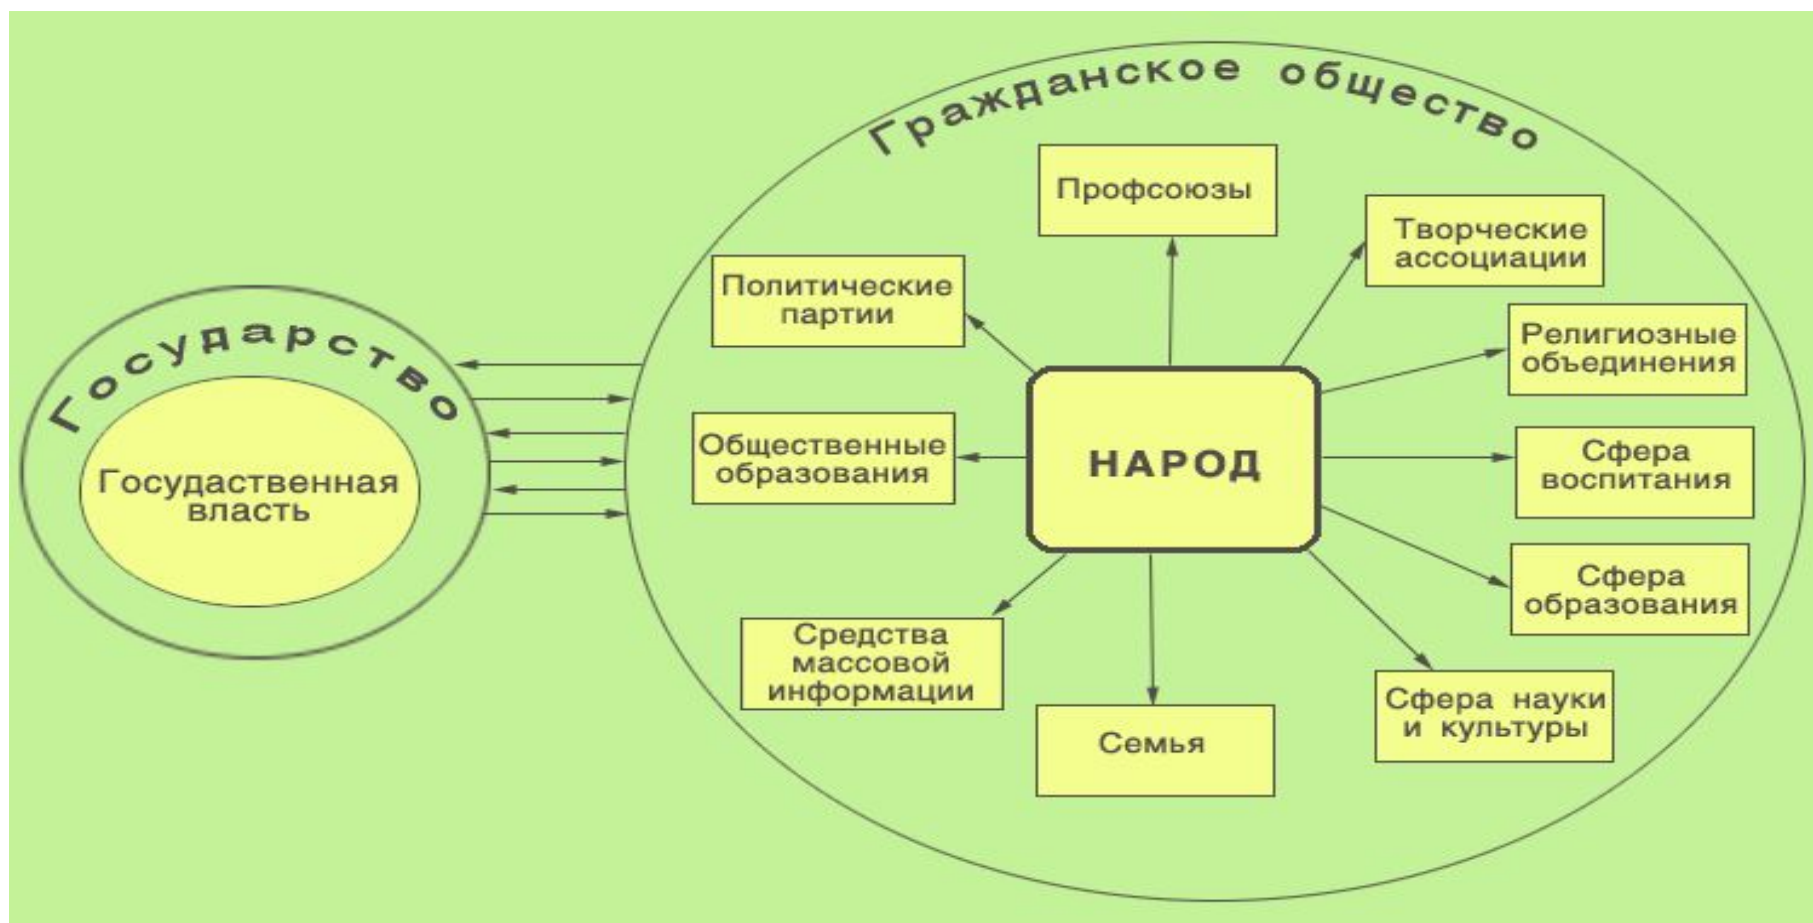 Гражданское общество
Профсоюзы
Творческие
ассоциации
Политические
партии
Религиозные
объединения
Государство
Общественные
образования
НАРОД
Сфера
воспитания
Государственная
власть
Сфера
образования
Средства
массовой
информации
Семья
Сфера науки
и культуры